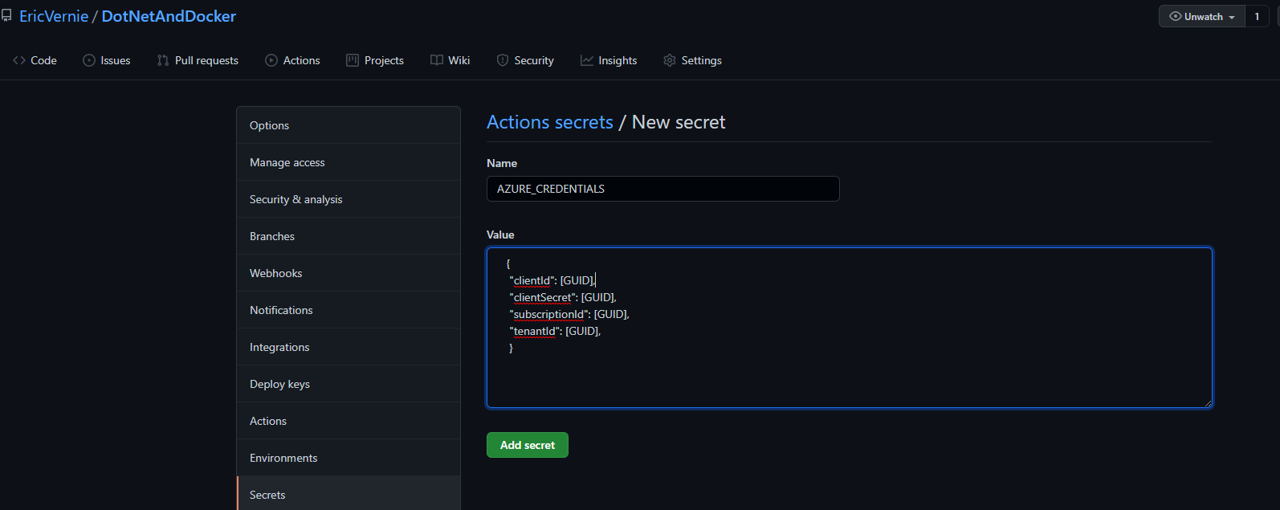 EricVernie / DotNetAndDocker
Unwatch 1
Code Issues Pull requests Actions Projects Wiki Security Insights Settings
Options
Manage access
Security & analysis
Branches
Webhooks
Notifications
Integrations
Deploy keys
Actions
Environments
Secrets
Actions secrets / New secret
Name
AZURE_CREDENTIALS
Value
{
"clientId": [GUID],
"clientSecret": [GUID],
"subscriptionId": [GUID],
"tenantId": [GUID],
}
Add secret